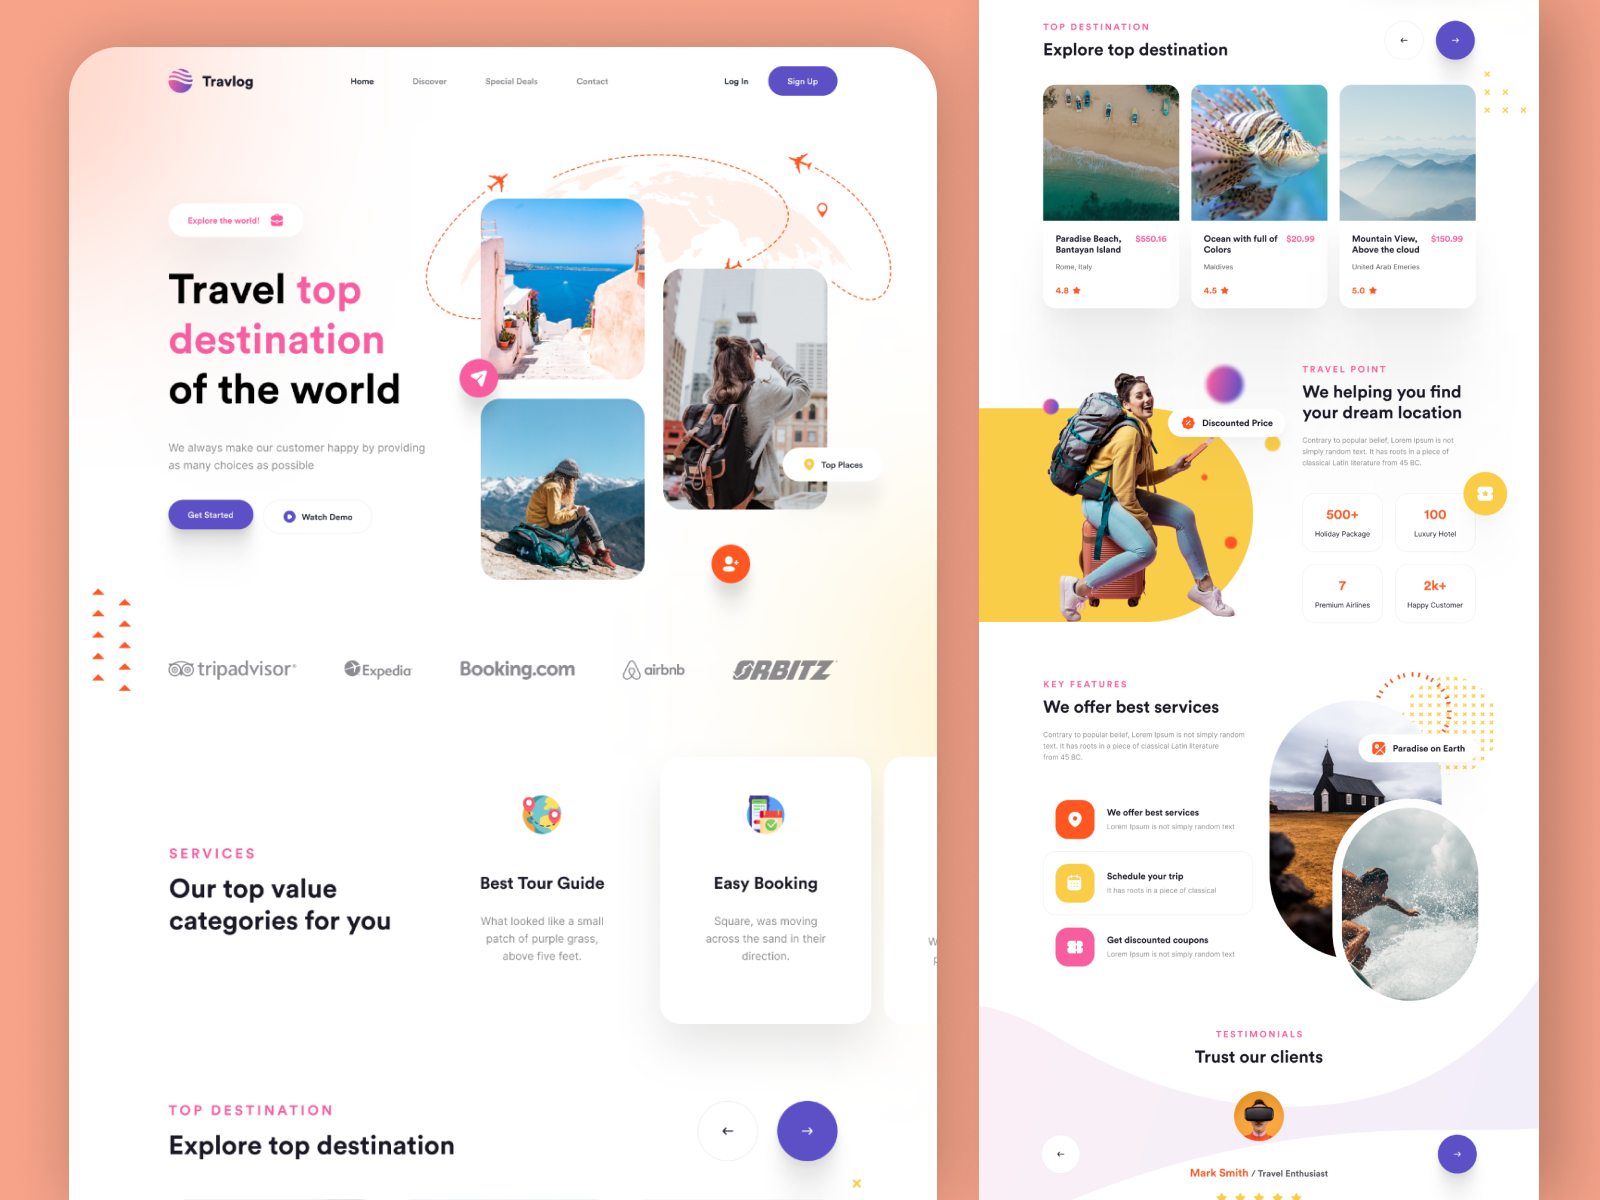 Travlog
Home
Discover
Special Deals
Contact
Log In
Sign Up
Explore the world!
Travel top
destination
of the world
We always make our customer happy by providing
as many choices as possible
Get Started
Watch Demo
Top Places
tripadvisor®
Expedia
Booking.com
airbnb
ORBITZ
SERVICES
Our top value
categories for you
Best Tour Guide
What looked like a small
patch of purple grass,
above five feet.
Easy Booking
Square, was moving
across the sand in their
direction.
TOP DESTINATION
Explore top destination
TOP DESTINATION
Explore top destination
Paradise Beach,
Bantayan Island
$550.16
Rome, Italy
4.8
Ocean with full of
Colors
$20.99
Maldives
4.5
Mountain View,
Above the cloud
$150.99
United Arab Emeries
5.0
Discounted Price
TRAVEL POINT
We helping you find
your dream location
Contrary to popular belief, Lorem Ipsum is not
simply random text. It has roots in a piece of
classical Latin literature from 45 BC.
500+
Holiday Package
100
Luxury Hotel
7
Premium Airlines
2k+
Happy Customer
KEY FEATURES
We offer best services
Contrary to popular belief, Lorem Ipsum is not simply random
text. It has roots in a piece of classical Latin literature
from 45 BC.
Paradise on Earth
We offer best services
Lorem Ipsum is not simply random text
Schedule your trip
It has roots in a piece of classical
Get discounted coupons
Lorem Ipsum is not simply random text
TESTIMONIALS
Trust our clients
Mark Smith / Travel Enthusiast